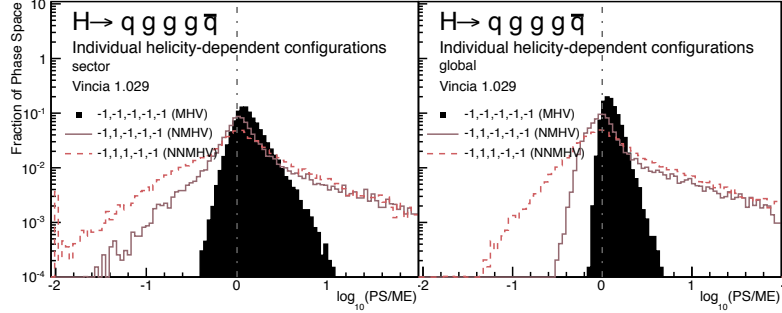 H→ q g g g g q̅
Individual helicity-dependent configurations
sector
Vincia 1.029
-1,-1,-1,-1,-1 (MHV)
-1,1,-1,-1,-1 (NMHV)
-1,1,1,-1,-1 (NNMHV)
Fraction of Phase Space
10
1
10⁻¹
10⁻²
10⁻³
10⁻⁴
-2 -1 0 1
log₁₀(PS/ME)
H→ q g g g g q̅
Individual helicity-dependent configurations
global
Vincia 1.029
-1,-1,-1,-1,-1 (MHV)
-1,1,-1,-1,-1 (NMHV)
-1,1,1,-1,-1 (NNMHV)
-2 -1 0 1
log₁₀(PS/ME)